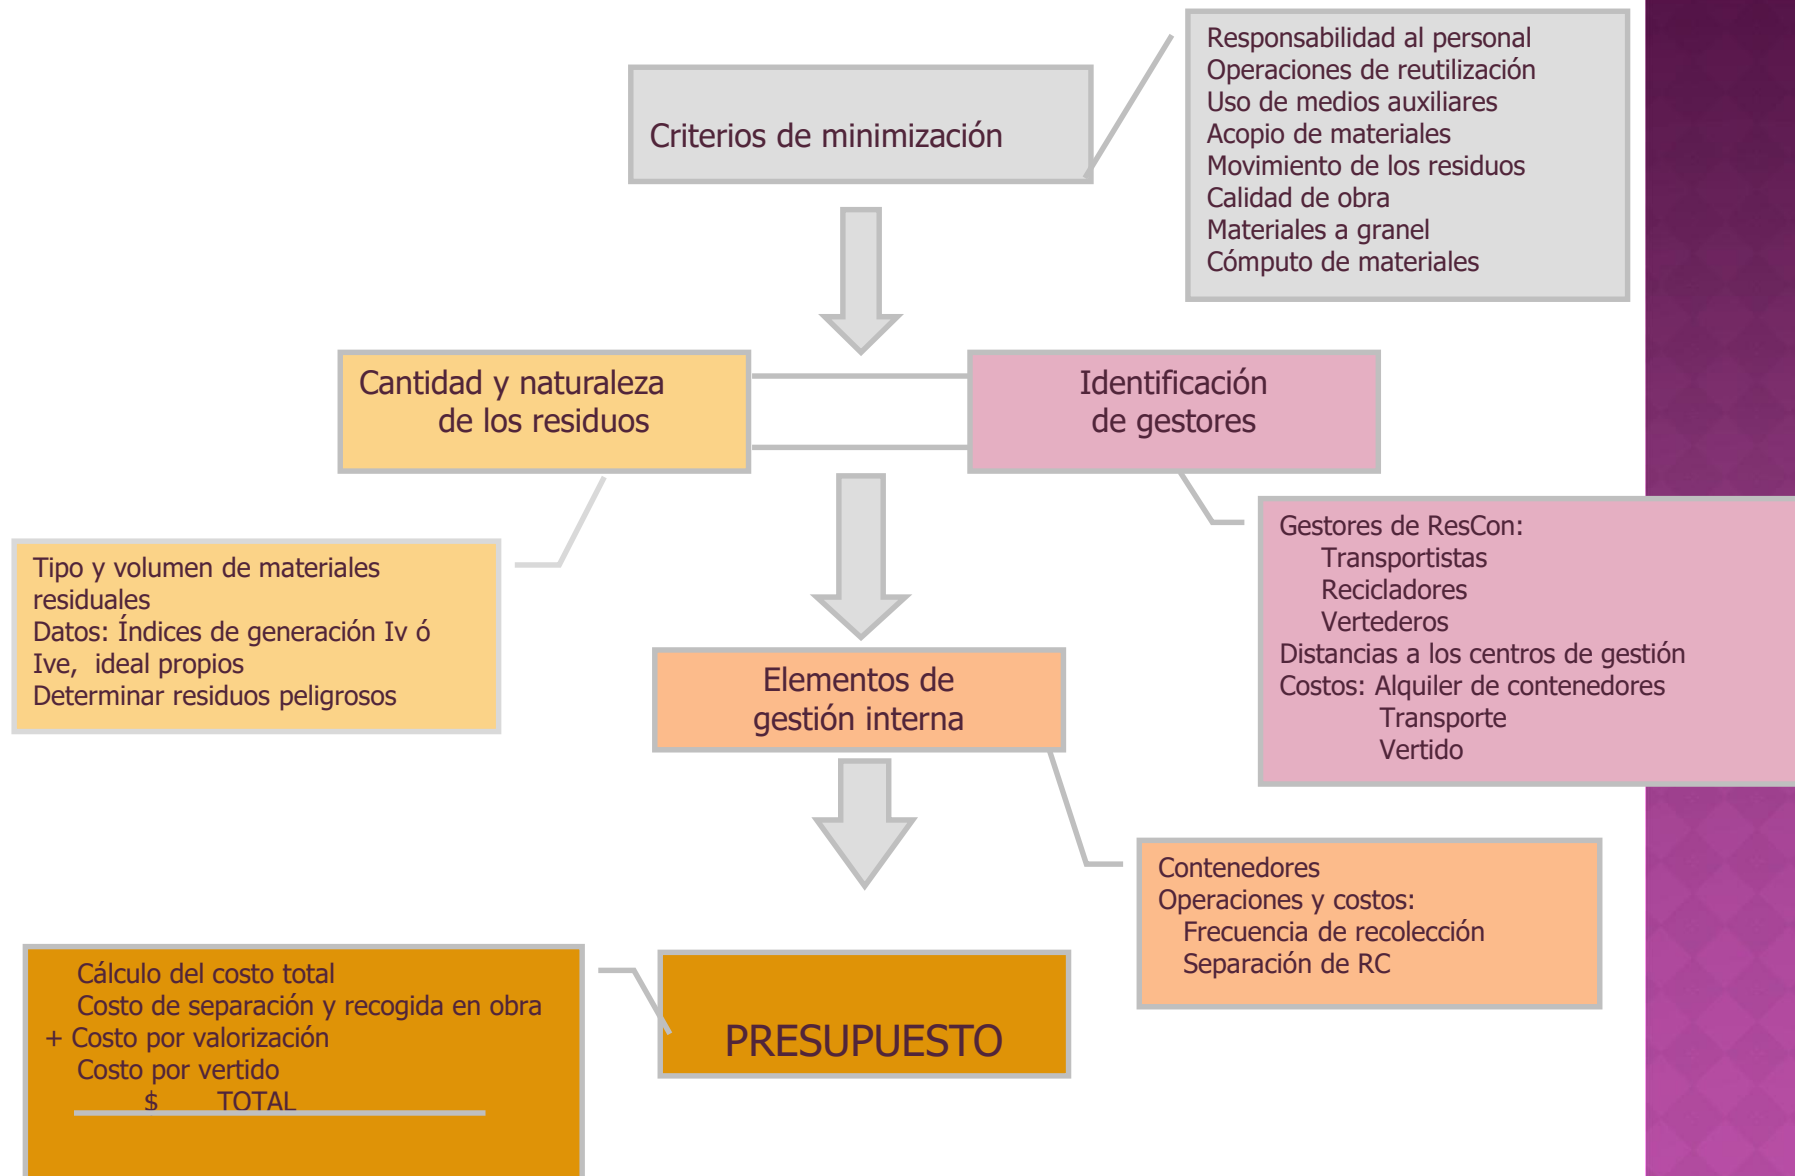 Criterios de minimización
Responsabilidad al personal
Operaciones de reutilización
Uso de medios auxiliares
Acopio de materiales
Movimiento de los residuos
Calidad de obra
Materiales a granel
Cómputo de materiales
Cantidad y naturaleza
de los residuos
Identificación
de gestores
Tipo y volumen de materiales
residuales
Datos: Índices de generación Iv ó
Ive, ideal propios
Determinar residuos peligrosos
Gestores de ResCon:
Transportistas
Recicladores
Vertederos
Distancias a los centros de gestión
Costos: Alquiler de contenedores
Transporte
Vertido
Elementos de
gestión interna
Contenedores
Operaciones y costos:
Frecuencia de recolección
Separación de RC
Cálculo del costo total
Costo de separación y recogida en obra
+ Costo por valorización
Costo por vertido
$ TOTAL
PRESUPUESTO